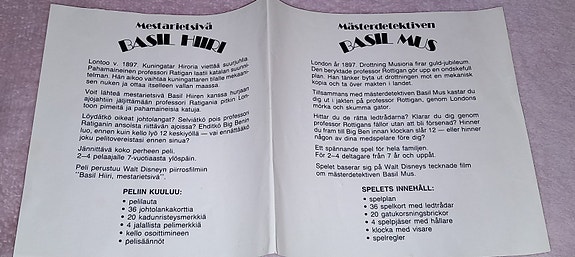 Mestarietsivä
BASIL HIIRI
Lontoo v. 1897. Kuningatar Hiiroria viettää suurjuhlia.
Pahamaineinen professori Ratigan laatii katalan suunni-
telman. Hän aikoo vaihtaa kuningattaren tilalle mekaani-
sen nuken ja ottaa itselleen vallan maassa.
Voit lähteä mestarietsivä Basil Hiiren kanssa hurjaan
ajojahtiin jäljittämään professori Ratigania pitkin Lon-
toon pimeitä ja pahamaineisia katuja.
Löydätkö oikeat johtolangat? Selviätkö pois professori
Ratiganin ansoista riittävän ajoissa? Ehditkö Big Benin
luo, ennen kuin kello lyö 12 keskiyöllä — vai ennättääkö
joku pelitovereistasi ennen sinua?
Jännittävä koko perheen peli.
2—4 pelaajalle 7-vuotiaasta ylöspäin.
Peli perustuu Walt Disneyn piirrosfilmiin
"Basil Hiiri, mestarietsivä".
PELIIN KUULUU:
• pelilauta
• 36 johtolankakorttia
• 20 kadunristeysmerkkiä
• 4 jalallista pelimerkkiä
• kello osoittimineen
• pelisäännöt
Mästerdetektiven
BASIL MUS
London år 1897. Drottning Musioria firar guld-jubileum.
Den beryktade professor Rottigan gör upp en ondskefull
plan. Han tänker byta ut drottningen mot en mekanisk
kopia och ta över makten i landet.
Tillsammans med mästerdetektiven Basil Mus kastar du
dig ut i jakten på professor Rottigan, genom Londons
mörka och skumma gator.
Hittar du de rätta ledtrådarna? Klarar du dig genom
professor Rottigans fällor utan att bli försenad? Hinner
du fram till Big Ben innan klockan slår 12 — eller hinner
någon av dina medspelare före dig?
Ett spännande spel för hela familjen.
För 2—4 deltagare från 7 år och uppåt.
Spelet baserar sig på Walt Disneys tecknade film
om mästerdetektiven Basil Mus.
SPELETS INNEHÅLL:
• spelplan
• 36 spelkort med ledtrådar
• 20 gatukorsningsbrickor
• 4 spelpjäser med hållare
• klocka med visare
• spelregler